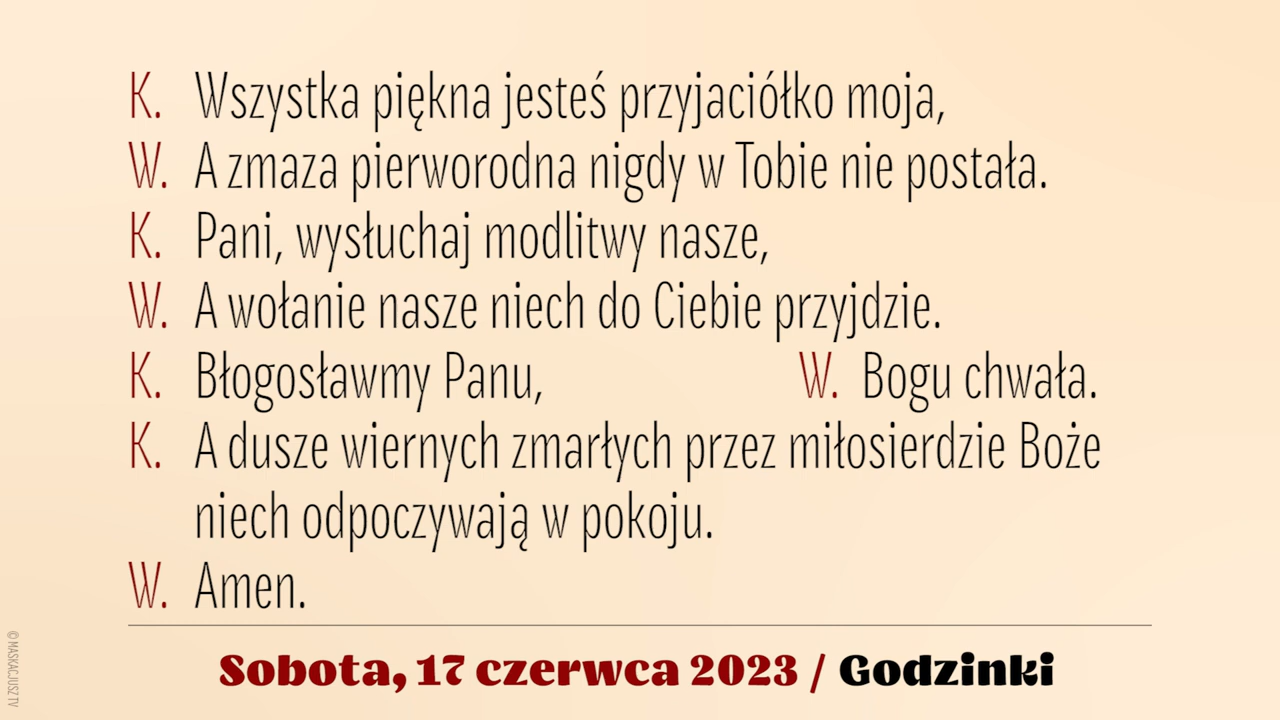 K. Wszystka piękna jesteś przyjaciółko moja,
W. A zmaza pierworodna nigdy w Tobie nie postała.
K. Pani, wysłuchaj modlitwy nasze,
W. A wołanie nasze niech do Ciebie przyjdzie.
K. Błogosławmy Panu, W. Bogu chwała.
K. A dusze wiernych zmarłych przez miłosierdzie Boże
niech odpoczywają w pokoju.
W. Amen.
Sobota, 17 czerwca 2023 / Godzinki
© MASKACJUSZ TV